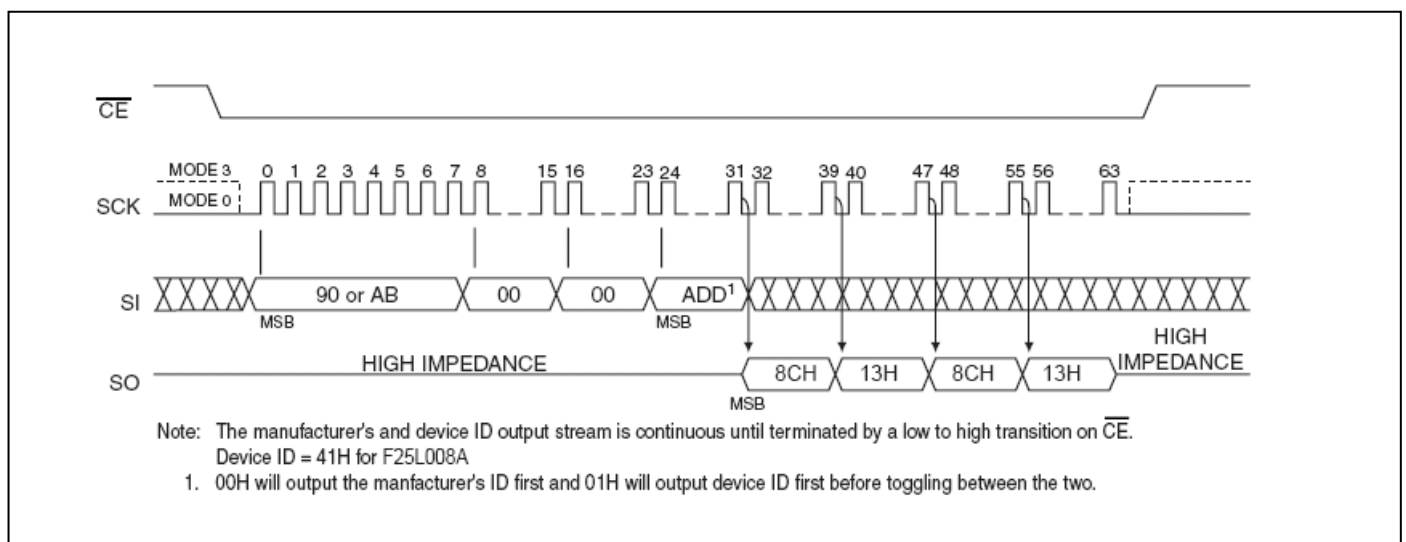 CE
MODE 3 0 1 2 3 4 5 6 7 8 15 16 23 24 31 32 39 40 47 48 55 56 63
SCK MODE 0
SI 90 or AB 00 00 ADD1
MSB MSB
HIGH
SO HIGH IMPEDANCE 8CH 13H 8CH 13H IMPEDANCE
MSB
Note: The manufacturer's and device ID output stream is continuous until terminated by a low to high transition on CE.
Device ID = 41H for F25L008A
1. 00H will output the manfacturer's ID first and 01H will output device ID first before toggling between the two.